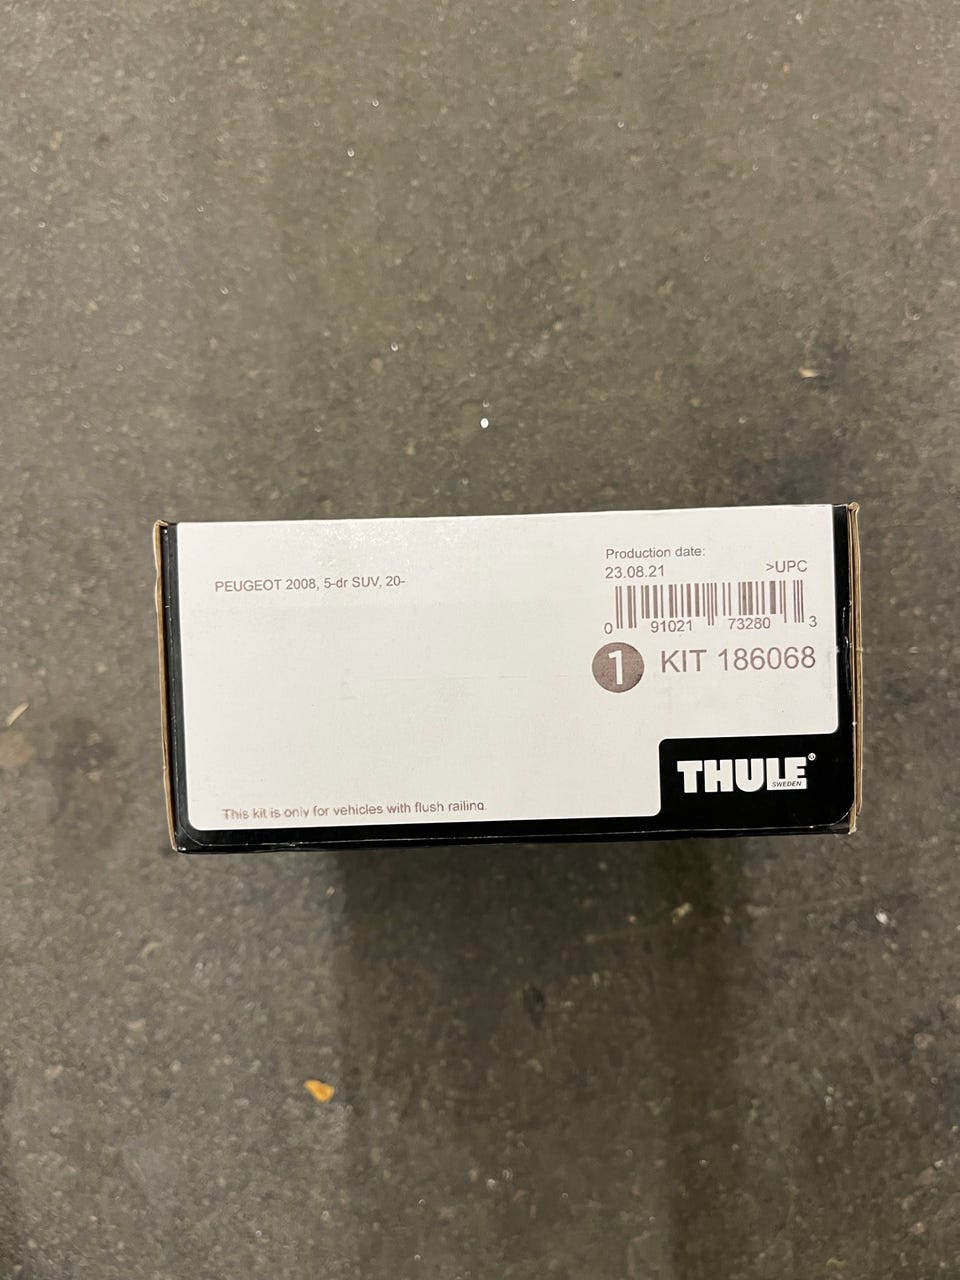 PEUGEOT 2008, 5-dr SUV, 20-
Production date:
23.08.21 >UPC
0 91021 73280 3
1 KIT 186068
THULE®
SWEDEN
This kit is only for vehicles with flush railing.